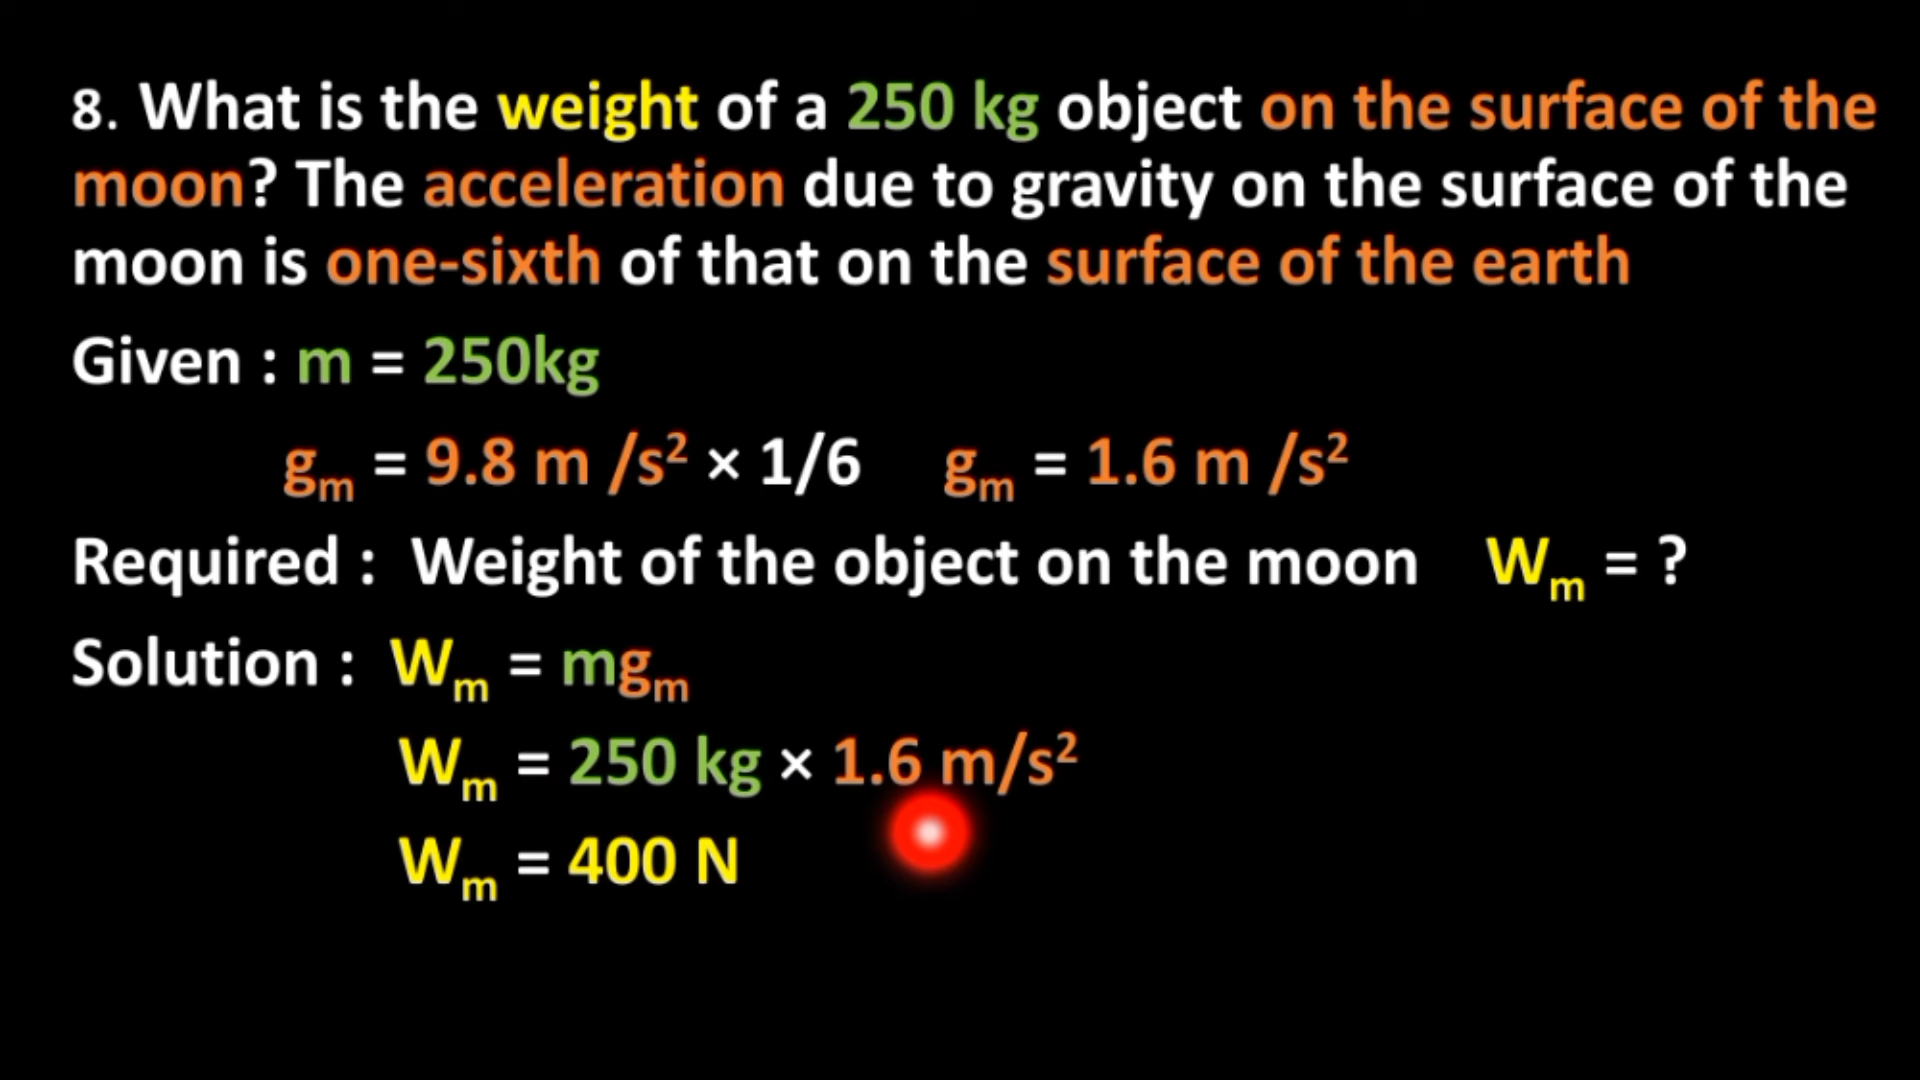 8. What is the weight of a 250 kg object on the surface of the
moon? The acceleration due to gravity on the surface of the
moon is one-sixth of that on the surface of the earth
Given : m = 250kg
gₘ = 9.8 m /s² × 1/6 gₘ = 1.6 m /s²
Required : Weight of the object on the moon Wₘ = ?
Solution : Wₘ = mgₘ
Wₘ = 250 kg × 1.6 m/s²
Wₘ = 400 N